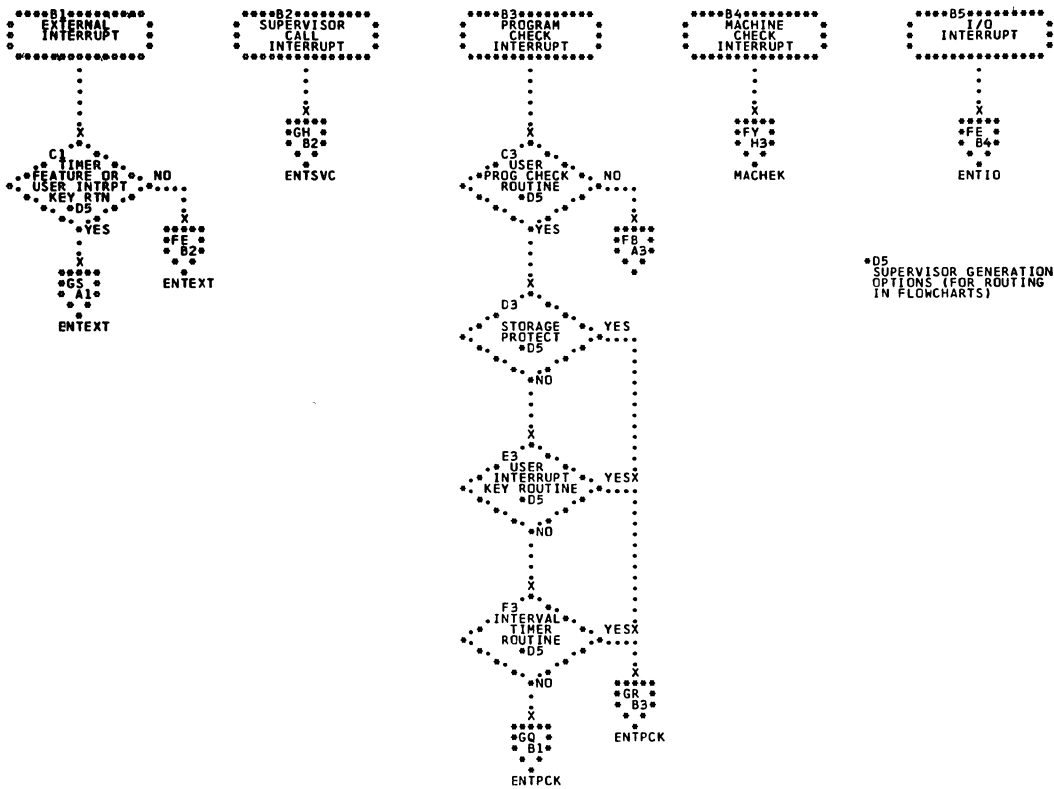 B1
EXTERNAL
INTERRUPT
B2
SUPERVISOR
CALL
INTERRUPT
B3
PROGRAM
CHECK
INTERRUPT
B4
MACHINE
CHECK
INTERRUPT
B5
I/O
INTERRUPT
X
C1
TIMER
FEATURE OR
USER INTRPT
KEY RTN
*D5
NO
YES
X
FE
B2
ENTEXT
X
GS
A1
ENTEXT
X
GH
B2
ENTSVC
X
C3
USER
PROG CHECK
ROUTINE
*D5
NO
YES
X
FB
A3
X
D3
STORAGE
PROTECT
*D5
YES
NO
X
E3
USER
INTERRUPT
KEY ROUTINE
*D5
YESX
NO
X
F3
INTERVAL
TIMER
ROUTINE
*D5
YESX
NO
X
GR
B3
ENTPCK
X
GQ
B1
ENTPCK
X
FY
H3
MACHEK
X
FE
B4
ENTIO
*D5
SUPERVISOR GENERATION
OPTIONS (FOR ROUTING
IN FLOWCHARTS)